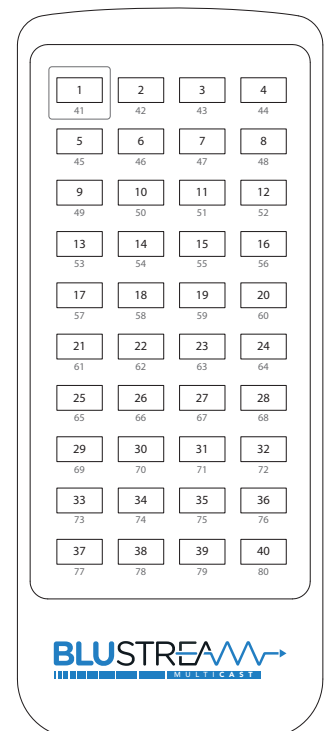 1 2 3 4
41 42 43 44
5 6 7 8
45 46 47 48
9 10 11 12
49 50 51 52
13 14 15 16
53 54 55 56
17 18 19 20
57 58 59 60
21 22 23 24
61 62 63 64
25 26 27 28
65 66 67 68
29 30 31 32
69 70 71 72
33 34 35 36
73 74 75 76
37 38 39 40
77 78 79 80
BLUSTREAM
MULTICAST